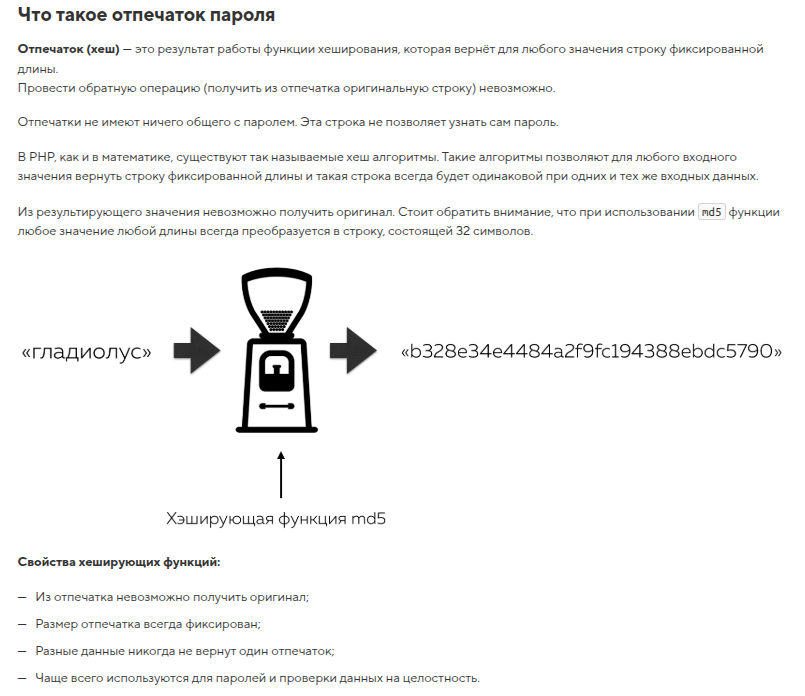 Что такое отпечаток пароля
Отпечаток (хеш) — это результат работы функции хеширования, которая вернёт для любого значения строку фиксированной
длины.
Провести обратную операцию (получить из отпечатка оригинальную строку) невозможно.
Отпечатки не имеют ничего общего с паролем. Эта строка не позволяет узнать сам пароль.
В PHP, как и в математике, существуют так называемые хеш алгоритмы. Такие алгоритмы позволяют для любого входного
значения вернуть строку фиксированной длины и такая строка всегда будет одинаковой при одних и тех же входных данных.
Из результирующего значения невозможно получить оригинал. Стоит обратить внимание, что при использовании md5 функции
любое значение любой длины всегда преобразуется в строку, состоящей 32 символов.
«гладиолус»
«b328e34e4484a2f9fc194388ebdc5790»
Хэширующая функция md5
Свойства хеширующих функций:
— Из отпечатка невозможно получить оригинал;
— Размер отпечатка всегда фиксирован;
— Разные данные никогда не вернут один отпечаток;
— Чаще всего используются для паролей и проверки данных на целостность.